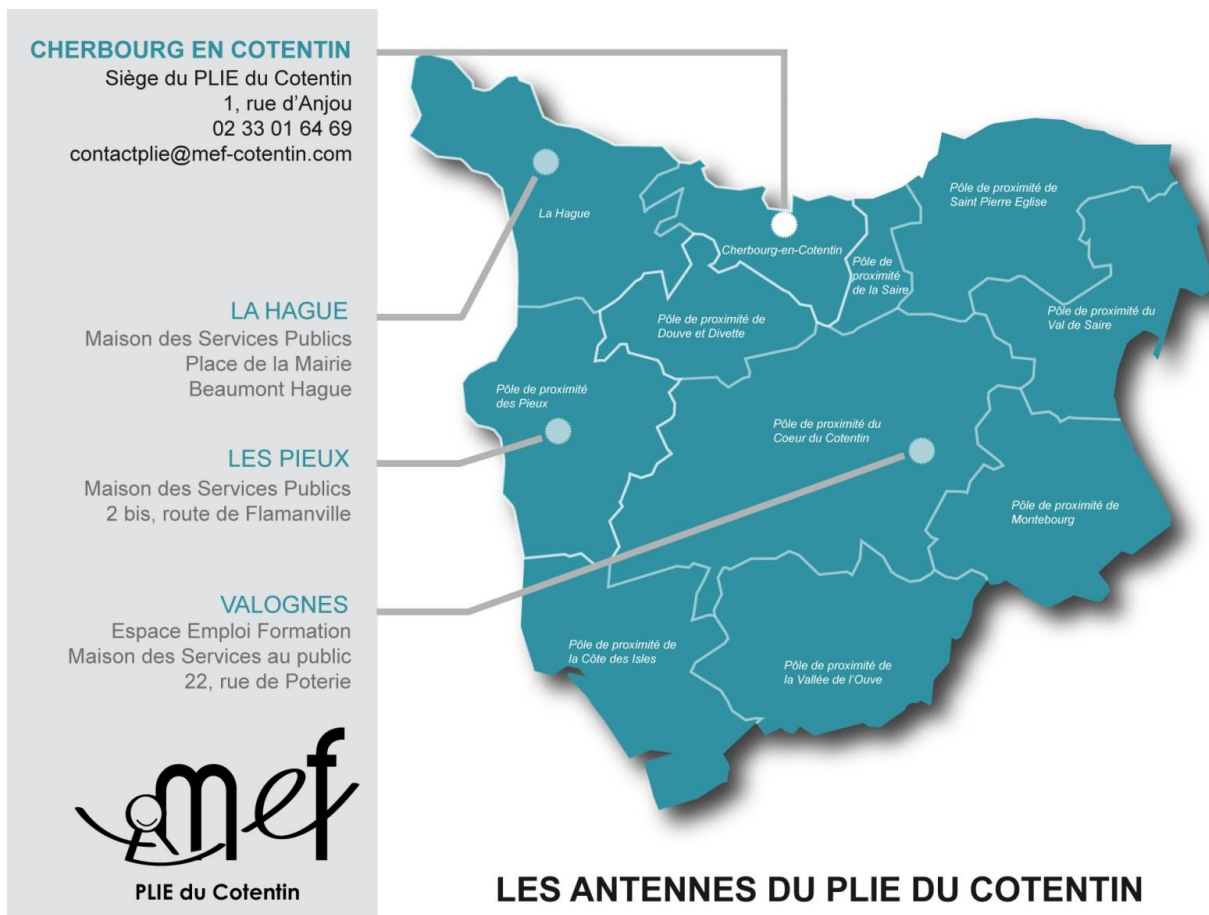 CHERBOURG EN COTENTIN
Siège du PLIE du Cotentin
1, rue d'Anjou
02 33 01 64 69
contactplie@mef-cotentin.com
LA HAGUE
Maison des Services Publics
Place de la Mairie
Beaumont Hague
LES PIEUX
Maison des Services Publics
2 bis, route de Flamanville
VALOGNES
Espace Emploi Formation
Maison des Services au public
22, rue de Poterie
mef
PLIE du Cotentin
La Hague
Cherbourg-en-Cotentin
Pôle de
proximité
de la Saire
Pôle de proximité de
Saint Pierre Eglise
Pôle de proximité du
Val de Saire
Pôle de proximité de
Douve et Divette
Pôle de proximité
des Pieux
Pôle de proximité du
Coeur du Cotentin
Pôle de proximité de
Montebourg
Pôle de proximité de
la Côte des Isles
Pôle de proximité de
la Vallée de l'Ouve
LES ANTENNES DU PLIE DU COTENTIN